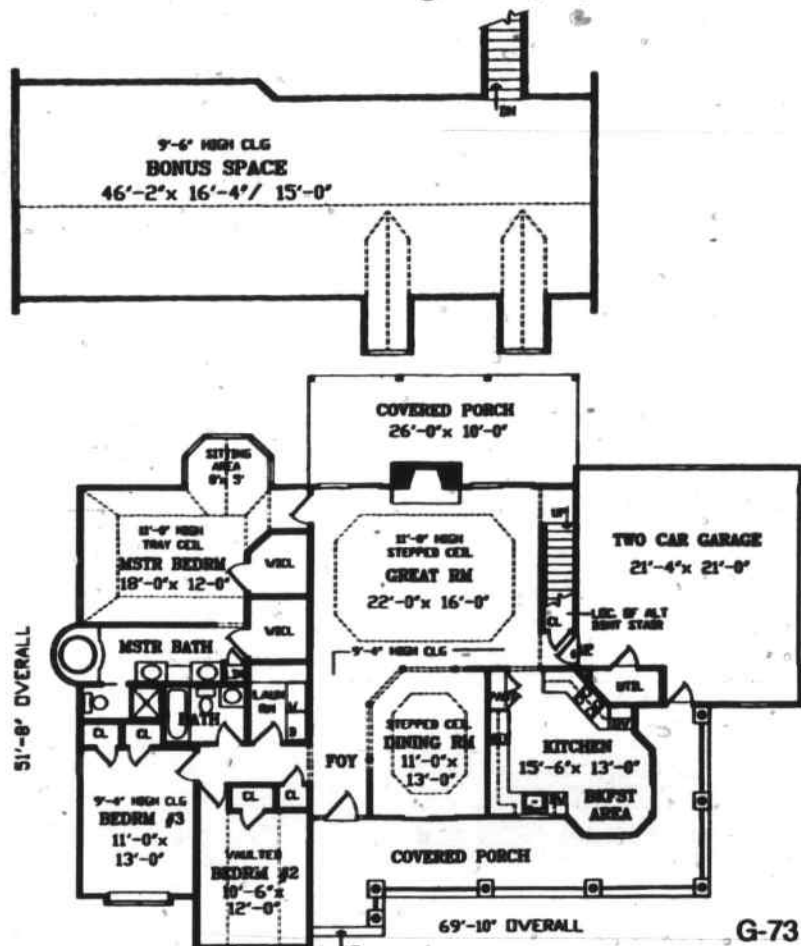 DN
9'-6" HIGH CLG
BONUS SPACE
46'-2"x 16'-4"/ 15'-0"
COVERED PORCH
26'-0"x 10'-0"
SITTING
AREA
11'-0" HIGH
TRAY CEIL
MSTR BEDRM
18'-0"x 12'-0"
WICL
WICL
MSTR BATH
11'-0" HIGH
STEPPED CEIL
GREAT RM
22'-0"x 16'-0"
9'-4" HIGH CLG
UP
CL
TWO CAR GARAGE
21'-4"x 21'-0"
LOC. OF ALT
BSMT STAIR
UTIL
BATH
LAUN
RM
W
D
CL
CL
CL
CL
FOY
STEPPED CEIL
DINING RM
11'-0"x
13'-0"
KITCHEN
15'-6"x 13'-0"
BKFST
AREA
9'-4" HIGH CLG
BEDRM #3
11'-0"x
13'-0"
VAULTED
BEDRM #2
10'-6"x
12'-0"
COVERED PORCH
51'-8" OVERALL
69'-10" OVERALL
G-73